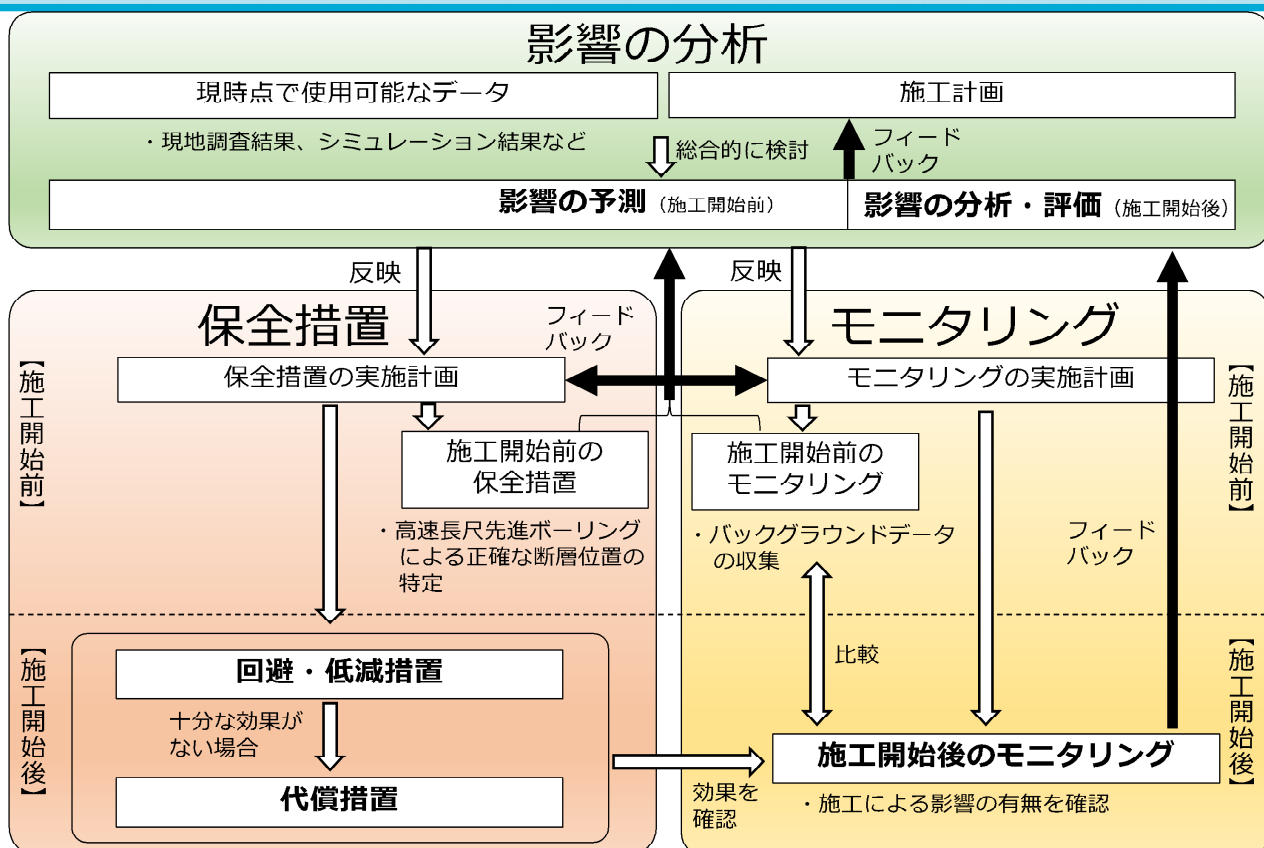 影響の分析
現時点で使用可能なデータ
施工計画
・現地調査結果、シミュレーション結果など
総合的に検討
フィード
バック
影響の予測（施工開始前）
影響の分析・評価（施工開始後）
反映
反映
保全措置
フィード
バック
モニタリング
【施工開始前】
保全措置の実施計画
モニタリングの実施計画
【施工開始前】
施工開始前の
保全措置
施工開始前の
モニタリング
・高速長尺先進ボーリング
による正確な断層位置の
特定
・バックグラウンドデータ
の収集
フィード
バック
【施工開始後】
回避・低減措置
比較
【施工開始後】
十分な効果が
ない場合
施工開始後のモニタリング
代償措置
効果を
確認
・施工による影響の有無を確認